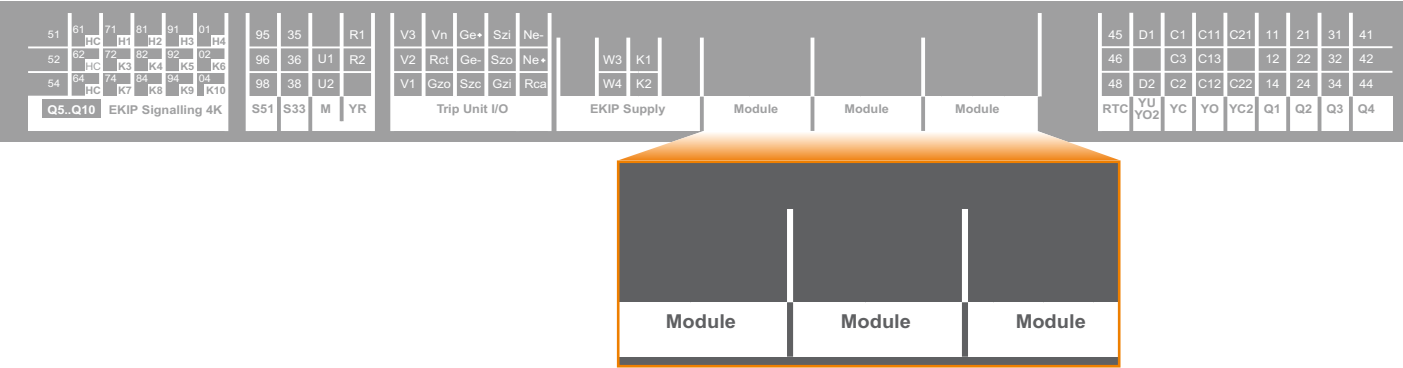 51 61 HC 71 H1 81 H2 91 H3 01 H4 95 35 R1 V3 Vn Ge+ Szi Ne- 45 D1 C1 C11 C21 11 21 31 41
52 62 HC 72 K3 82 K4 92 K5 02 K6 96 36 U1 R2 V2 Rct Ge- Szo Ne+ W3 K1 46 C3 C13 12 22 32 42
54 64 HC 74 K7 84 K8 94 K9 04 K10 98 38 U2 V1 Gzo Szc Gzi Rca W4 K2 48 D2 C2 C12 C22 14 24 34 44
Q5..Q10 EKIP Signalling 4K S51 S33 M YR Trip Unit I/O EKIP Supply Module Module Module RTC YU YO2 YC YO YC2 Q1 Q2 Q3 Q4
Module Module Module